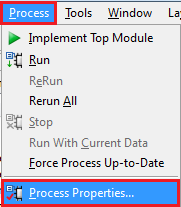 Process Tools Window La
Implement Top Module
Run
ReRun
Rerun All
Stop
Run With Current Data
Force Process Up-to-Date
Process Properties...